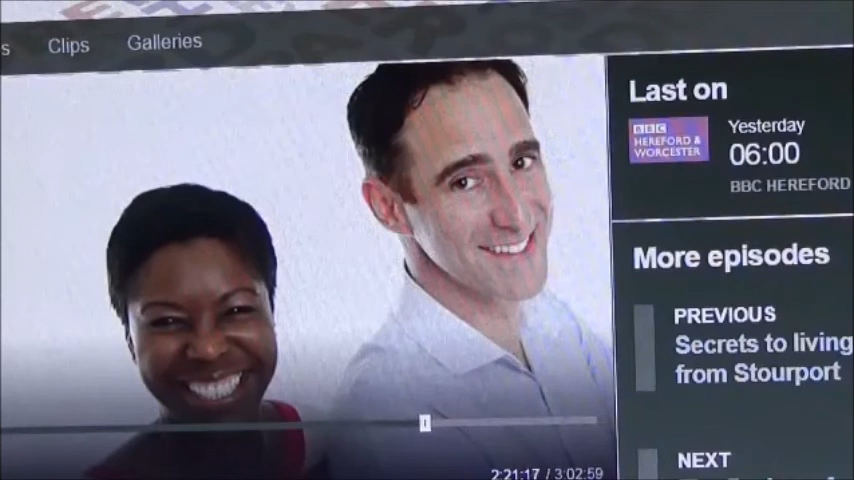 s Clips Galleries
Last on
BBC
HEREFORD &
WORCESTER
Yesterday
06:00
BBC HEREFORD
More episodes
PREVIOUS
Secrets to living
from Stourport
NEXT
2:21:17 / 3:02:59